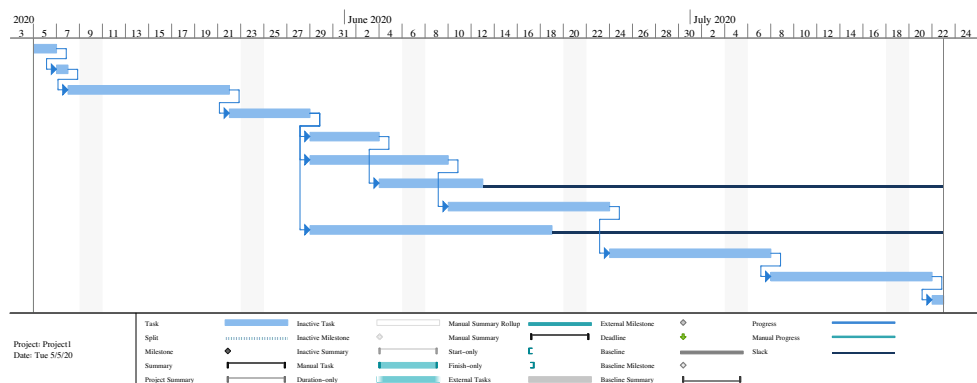 2020 June 2020 July 2020
3 5 7 9 11 13 15 17 19 21 23 25 27 29 31 2 4 6 8 10 12 14 16 18 20 22 24 26 28 30 2 4 6 8 10 12 14 16 18 20 22 24
Task Inactive Task Manual Summary Rollup External Milestone Progress
Split Inactive Milestone Manual Summary Deadline Manual Progress
Project: Project1
Milestone Inactive Summary Start-only Baseline Slack
Date: Tue 5/5/20
Summary Manual Task Finish-only Baseline Milestone
Project Summary Duration-only External Tasks Baseline Summary